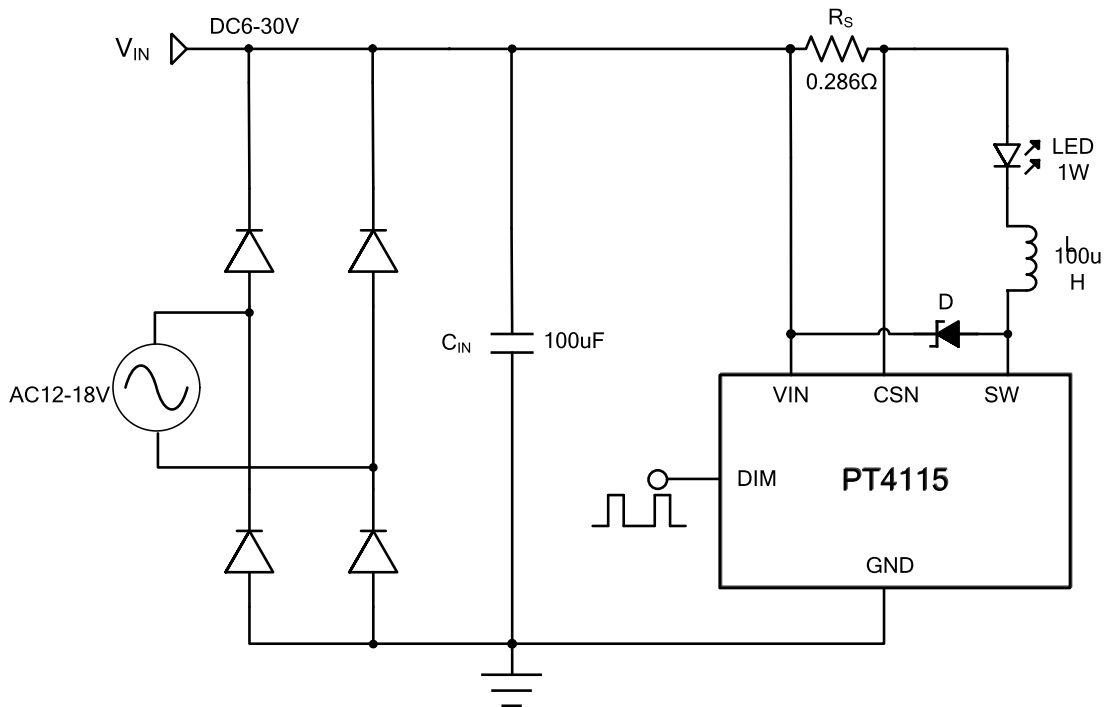 DC6-30V
VIN
RS
0.286Ω
LED
1W
L
100u
H
D
CIN
100uF
AC12-18V
VIN
CSN
SW
DIM
PT4115
GND